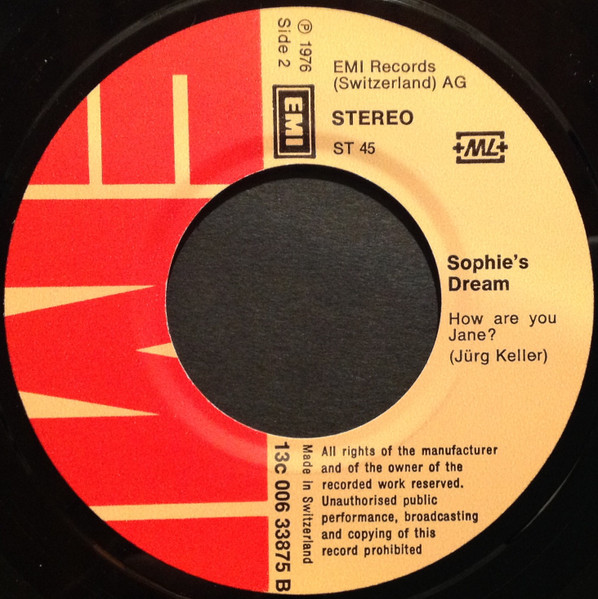 ℗ 1976
Side 2
EMI
EMI Records
(Switzerland) AG
STEREO
ST 45
+ML+
Sophie's
Dream
How are you
Jane?
(Jürg Keller)
All rights of the manufacturer
and of the owner of the
recorded work reserved.
Unauthorised public
performance, broadcasting
and copying of this
record prohibited
Made in Switzerland
13C 006 33875 B